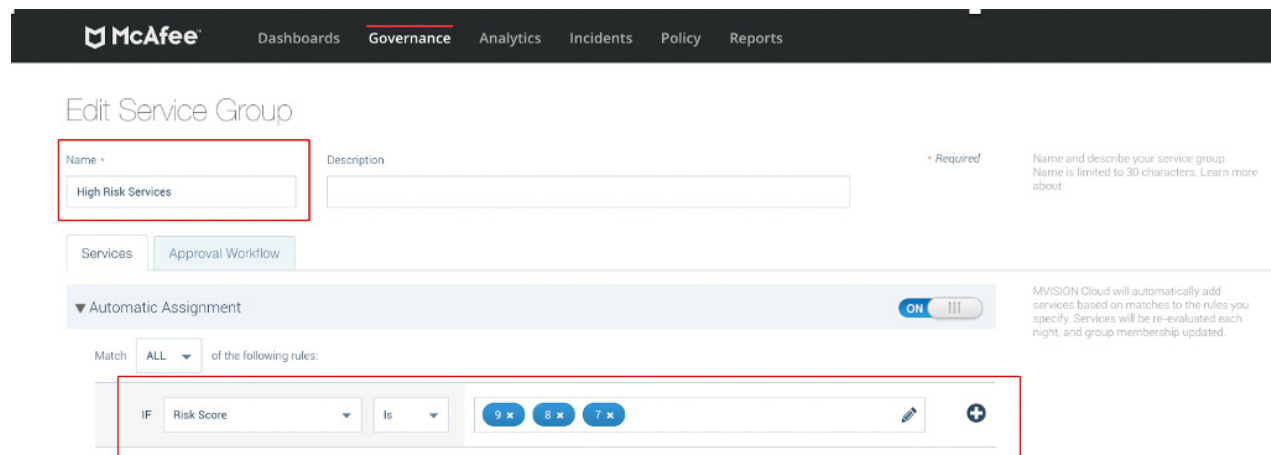 McAfee™ Dashboards Governance Analytics Incidents Policy Reports
Edit Service Group
Name • Description • Required
High Risk Services
Name and describe your service group.
Name is limited to 30 characters. Learn more
about
Services Approval Workflow
Automatic Assignment ON
MVISION Cloud will automatically add
services based on matches to the rules you
specify. Services will be re-evaluated each
night, and group membership updated.
Match ALL of the following rules:
IF Risk Score Is 9 × 8 × 7 ×